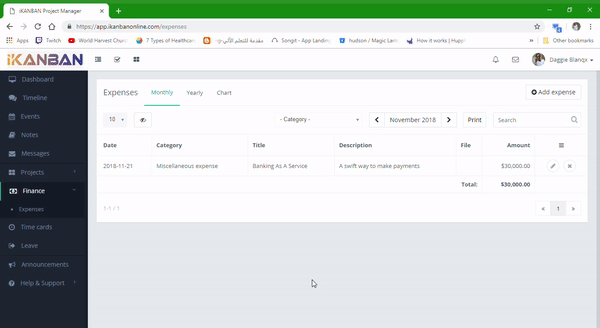 iKANBAN Project Manager
https://app.ikanbanonline.com/expenses
Apps Twitch World Harvest Churc 7 Types of Healthcar مقدمة للتعلم الآلي Songit - App Landin hudson / Magic Lan How it works | Hupp » Other bookmarks
iKANBAN Daggie Blanqx
Dashboard
Timeline
Events
Notes
Messages
Projects
Finance
Expenses
Time cards
Leave
Announcements
Help & Support
Expenses Monthly Yearly Chart Add expense
10 - Category - November 2018 Print Search
Date Category Title Description File Amount
2018-11-21 Miscellaneous expense Banking As A Service A swift way to make payments $30,000.00
Total: $30,000.00
1-1 / 1 « 1 »